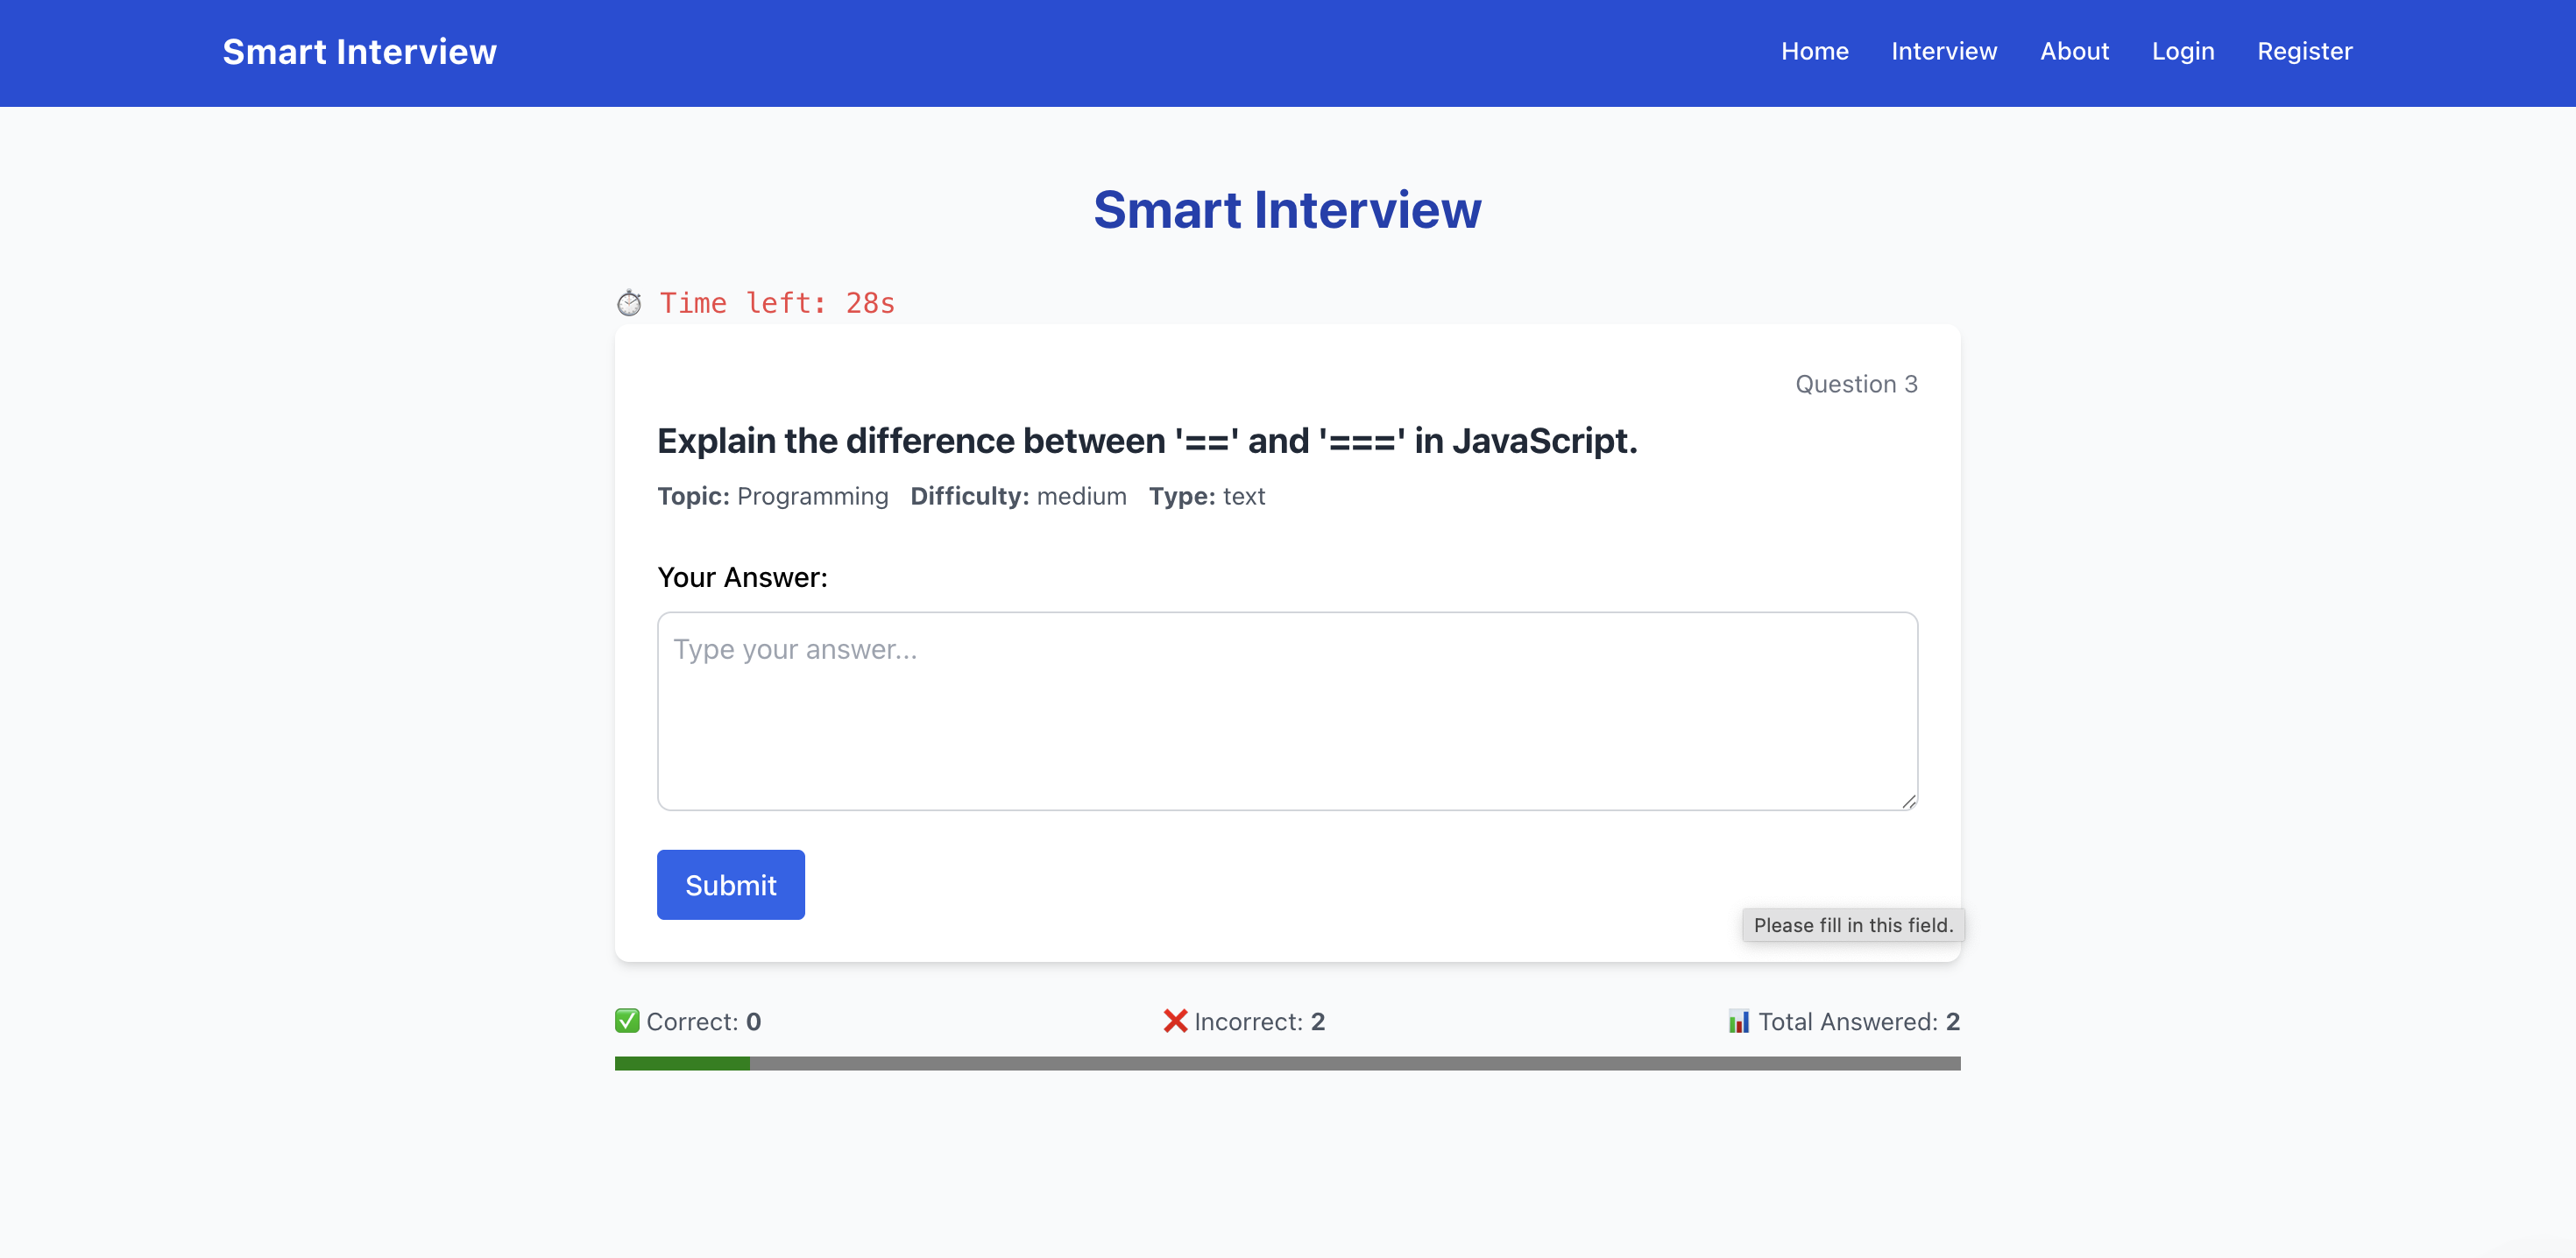 Smart Interview
Home Interview About Login Register
Smart Interview
Time left: 28s
Question 3
Explain the difference between '==' and '===' in JavaScript.
Topic: Programming Difficulty: medium Type: text
Your Answer:
Type your answer...
Submit
Please fill in this field.
Correct: 0 Incorrect: 2 Total Answered: 2